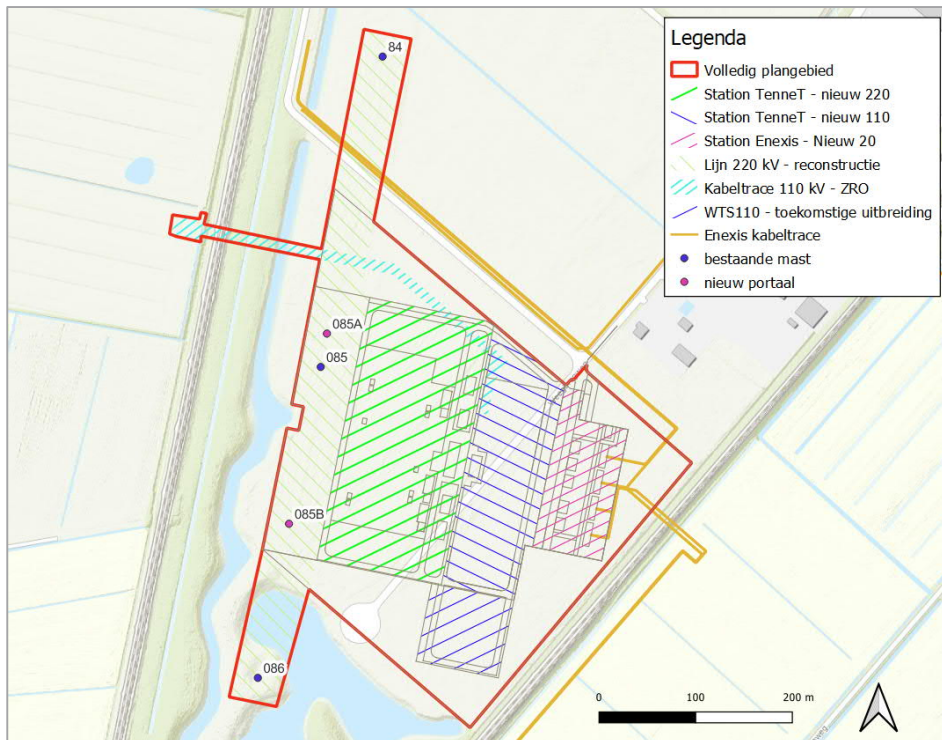 84
085A
085
085B
086
Legenda
Volledig plangebied
Station TenneT - nieuw 220
Station TenneT - nieuw 110
Station Enexis - Nieuw 20
Lijn 220 kV - reconstructie
Kabeltrace 110 kV - ZRO
WTS110 - toekomstige uitbreiding
Enexis kabeltrace
bestaande mast
nieuw portaal
0 100 200 m